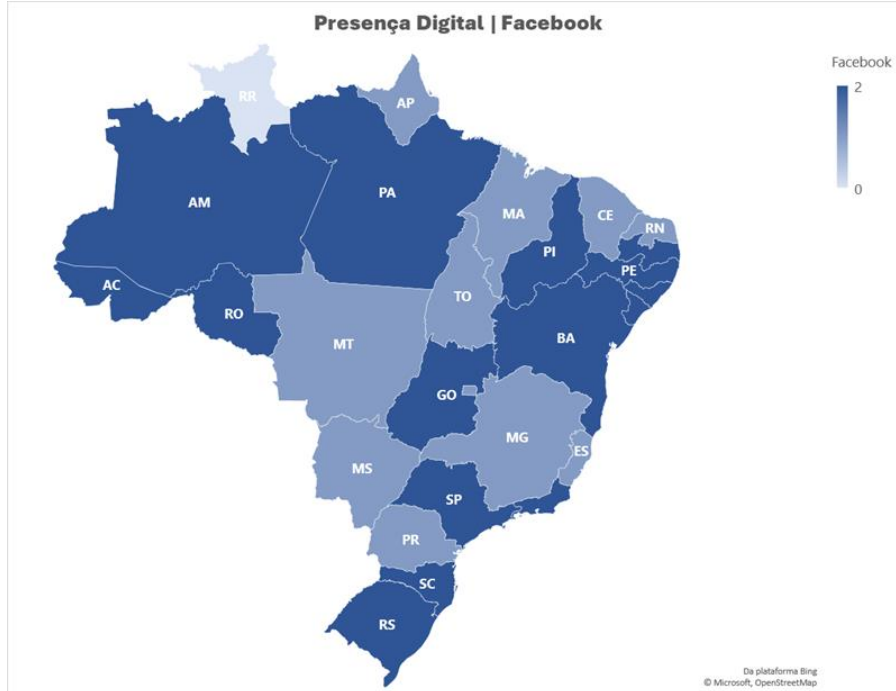 Presença Digital | Facebook
Facebook
2
0
RR
AP
AM
PA
MA
CE
RN
PI
PE
AC
RO
TO
BA
MT
GO
MG
ES
MS
SP
PR
SC
RS
Da plataforma Bing
© Microsoft, OpenStreetMap